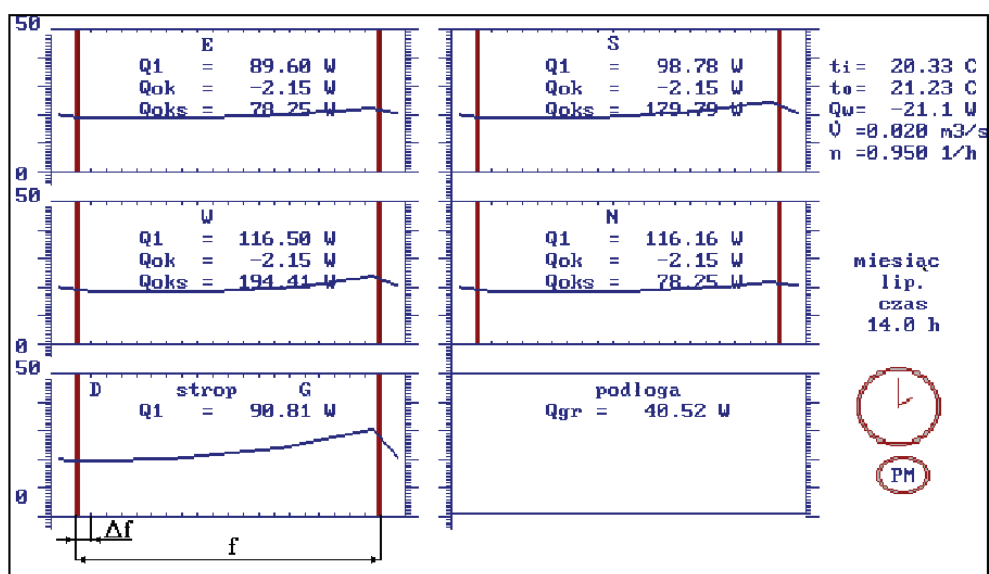 50
E
Q1 = 89.60 W
Qok = -2.15 W
Qoks = 78.25 W
0
S
Q1 = 98.78 W
Qok = -2.15 W
Qoks = 129.79 W
ti= 20.33 C
te= 21.23 C
Qw= -21.1 W
V̇ =0.020 m3/s
n =0.950 1/h
50
W
Q1 = 116.50 W
Qok = -2.15 W
Qoks = 194.41 W
0
N
Q1 = 116.16 W
Qok = -2.15 W
Qoks = 78.25 W
miesiąc
lip.
czas
14.0 h
50
D strop G
Q1 = 90.81 W
0
podloga
Qgr = 40.52 W
PM
Δf
f